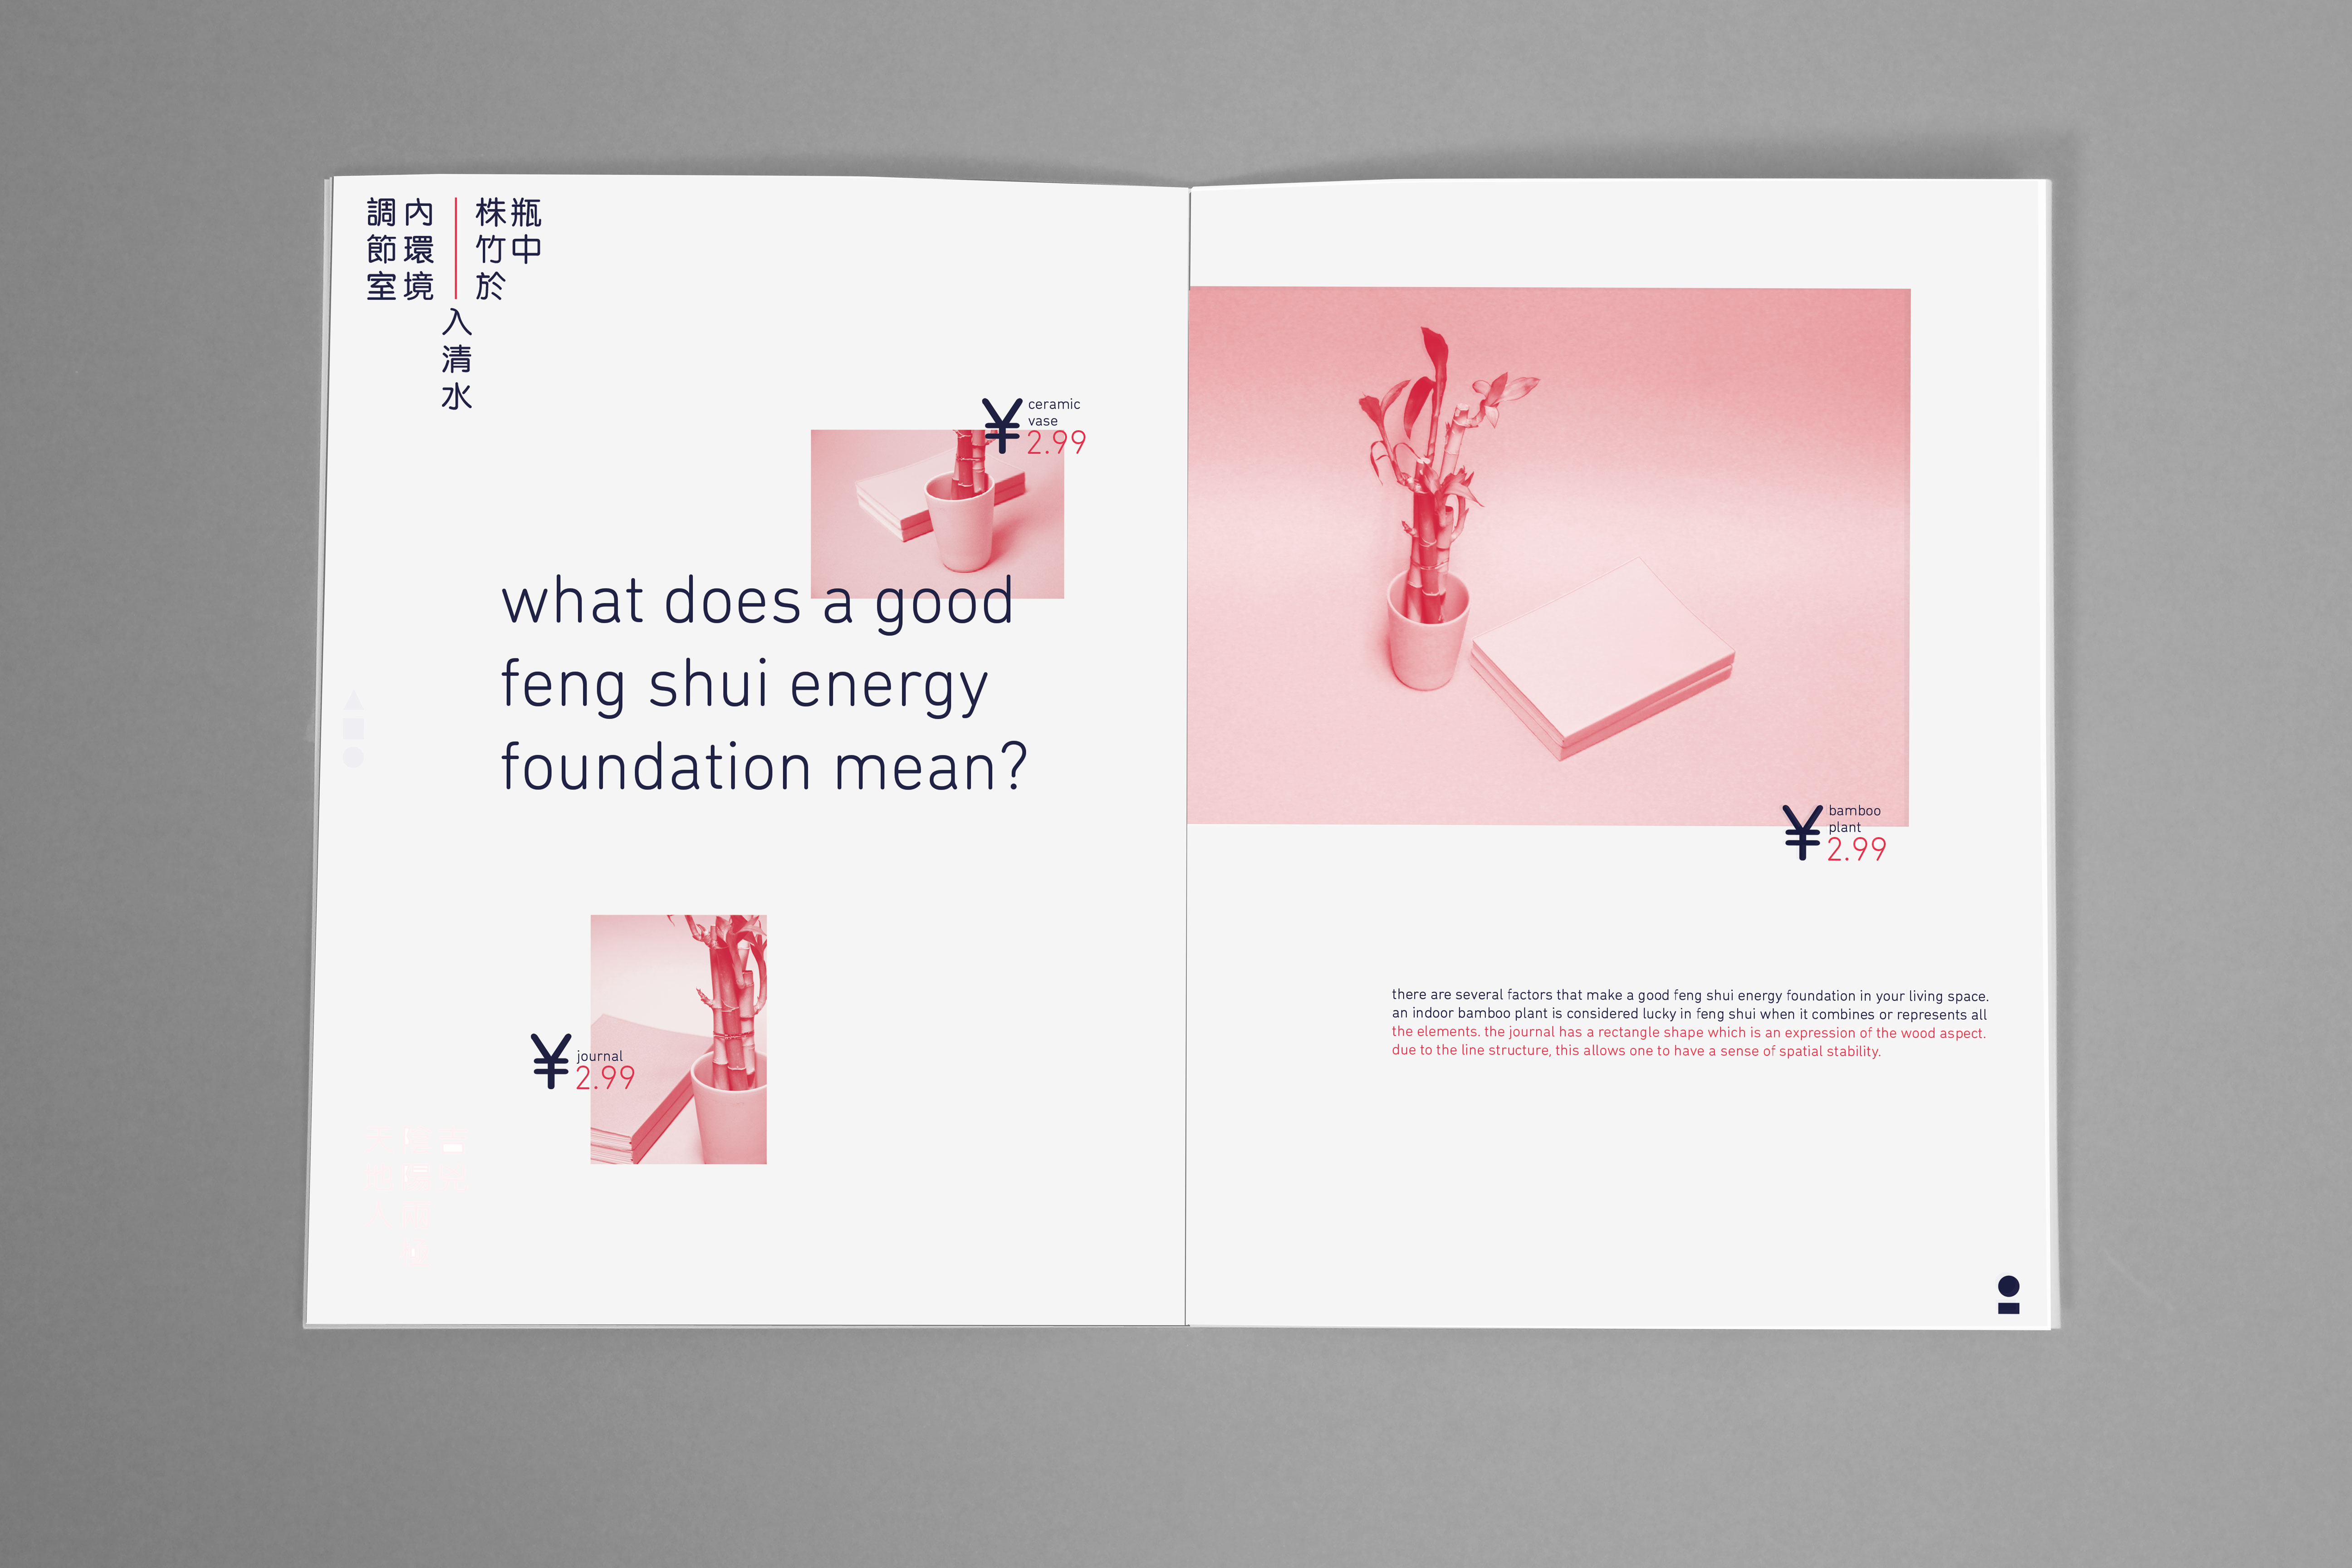 調節室
內環境
入清水
株竹於
瓶中
¥ ceramic
vase
2.99
what does a good
feng shui energy
foundation mean?
¥ journal
2.99
¥ bamboo
plant
2.99
there are several factors that make a good feng shui energy foundation in your living space.
an indoor bamboo plant is considered lucky in feng shui when it combines or represents all
the elements. the journal has a rectangle shape which is an expression of the wood aspect.
due to the line structure, this allows one to have a sense of spatial stability.